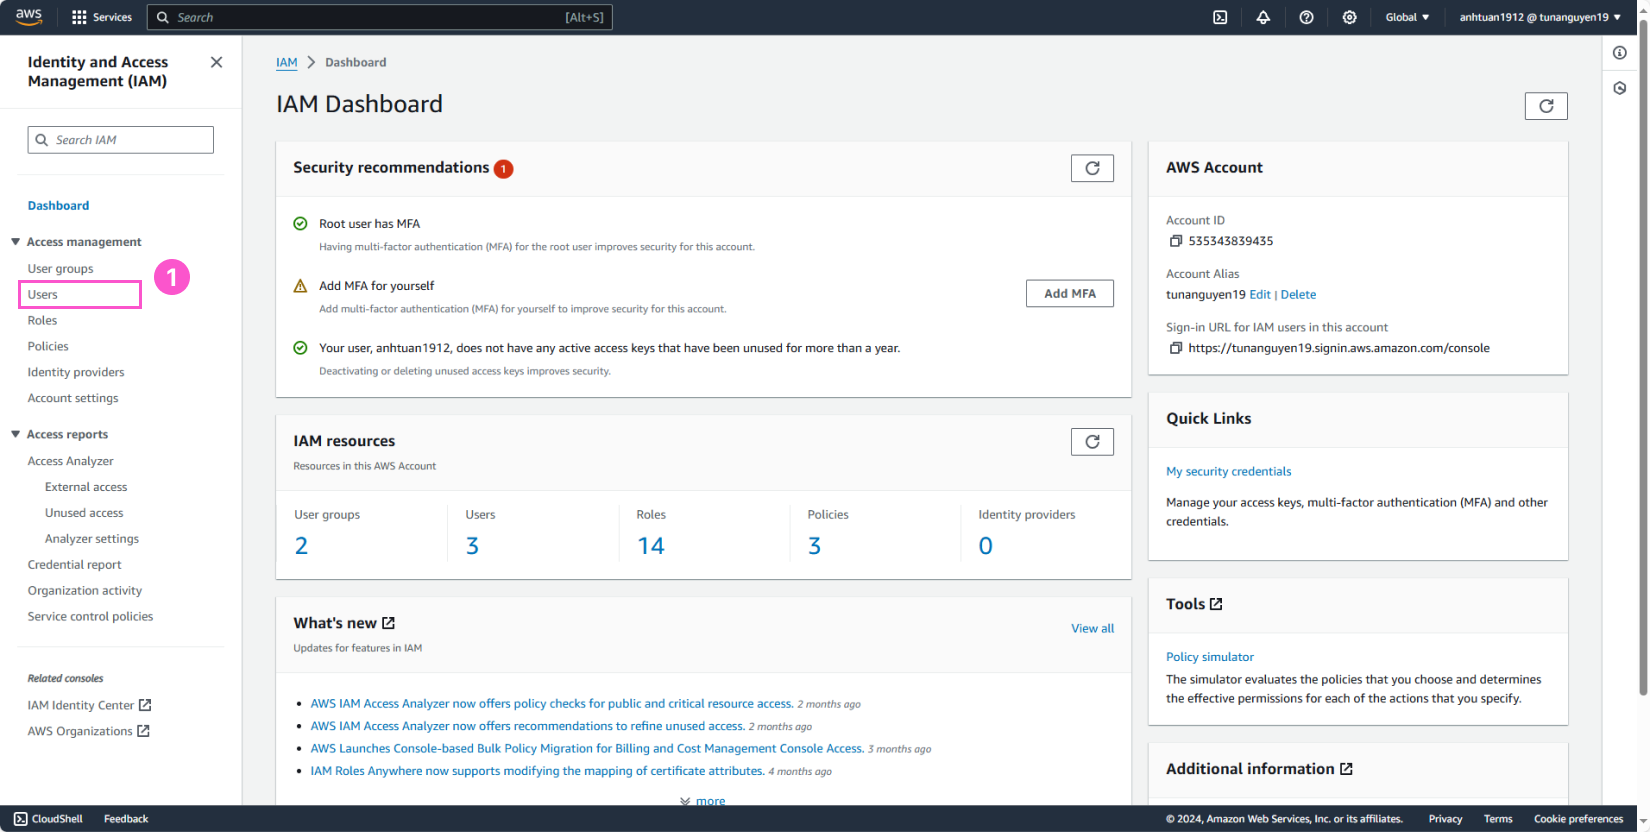 aws
Services
Search
[Alt+S]
Global
anhtuan1912 @ tunanguyen19
Identity and Access
Management (IAM)
Search IAM
Dashboard
Access management
User groups
Users
1
Roles
Policies
Identity providers
Account settings
Access reports
Access Analyzer
External access
Unused access
Analyzer settings
Credential report
Organization activity
Service control policies
Related consoles
IAM Identity Center
AWS Organizations
IAM > Dashboard
IAM Dashboard
Security recommendations 1
Root user has MFA
Having multi-factor authentication (MFA) for the root user improves security for this account.
Add MFA for yourself
Add multi-factor authentication (MFA) for yourself to improve security for this account.
Add MFA
Your user, anhtuan1912, does not have any active access keys that have been unused for more than a year.
Deactivating or deleting unused access keys improves security.
IAM resources
Resources in this AWS Account
User groups
2
Users
3
Roles
14
Policies
3
Identity providers
0
What's new
View all
Updates for features in IAM
AWS IAM Access Analyzer now offers policy checks for public and critical resource access. 2 months ago
AWS IAM Access Analyzer now offers recommendations to refine unused access. 2 months ago
AWS Launches Console-based Bulk Policy Migration for Billing and Cost Management Console Access. 3 months ago
IAM Roles Anywhere now supports modifying the mapping of certificate attributes. 4 months ago
more
AWS Account
Account ID
535343839435
Account Alias
tunanguyen19 Edit | Delete
Sign-in URL for IAM users in this account
https://tunanguyen19.signin.aws.amazon.com/console
Quick Links
My security credentials
Manage your access keys, multi-factor authentication (MFA) and other
credentials.
Tools
Policy simulator
The simulator evaluates the policies that you choose and determines
the effective permissions for each of the actions that you specify.
Additional information
CloudShell
Feedback
© 2024, Amazon Web Services, Inc. or its affiliates.
Privacy
Terms
Cookie preferences